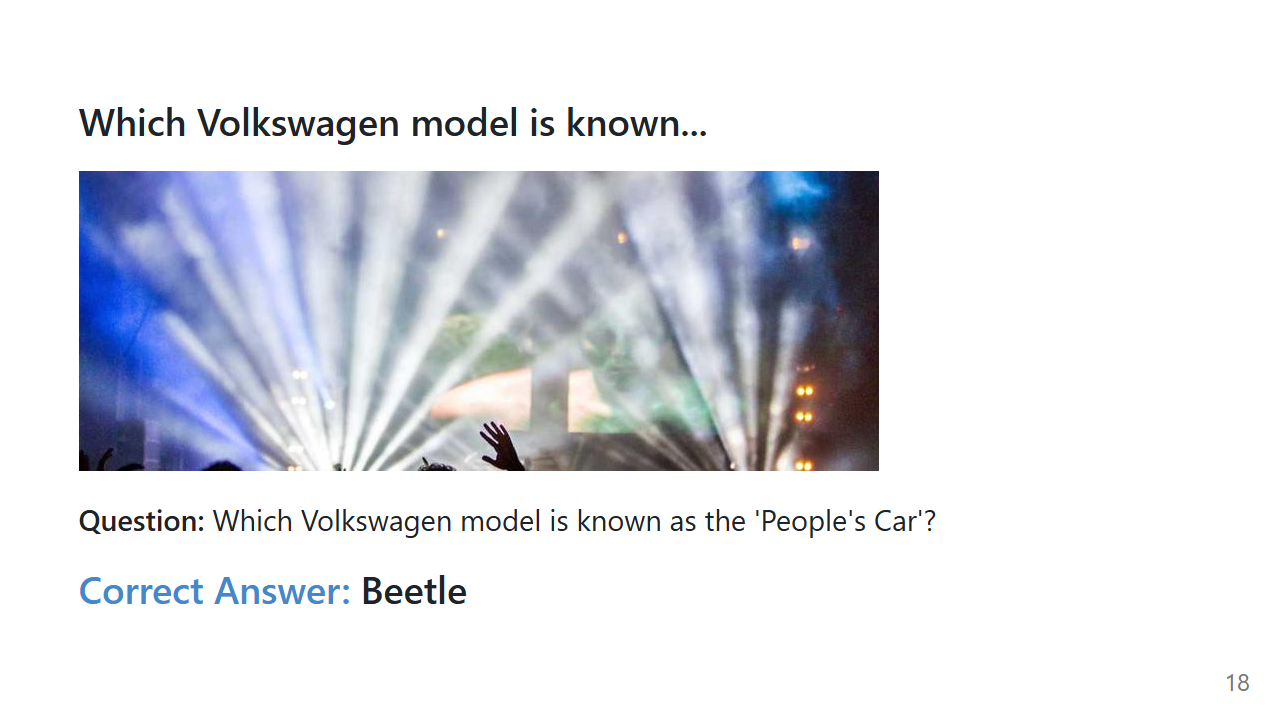 Which Volkswagen model is known...
Question: Which Volkswagen model is known as the 'People's Car'?
Correct Answer: Beetle
18